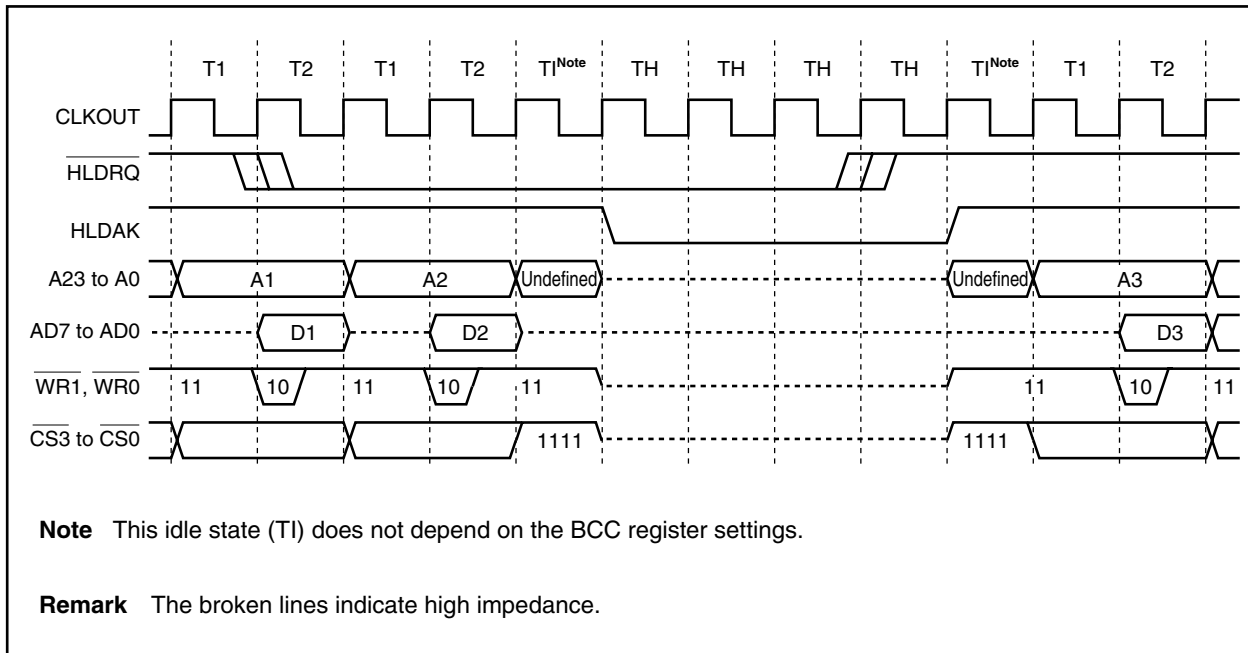 T1 T2 T1 T2 TINote TH TH TH TH TINote T1 T2
CLKOUT
HLDRQ
HLDAK
A23 to A0 A1 A2 Undefined Undefined A3
AD7 to AD0 D1 D2 D3
WR1, WR0 11 10 11 10 11 11 10 11
CS3 to CS0 1111 1111
Note This idle state (TI) does not depend on the BCC register settings.
Remark The broken lines indicate high impedance.